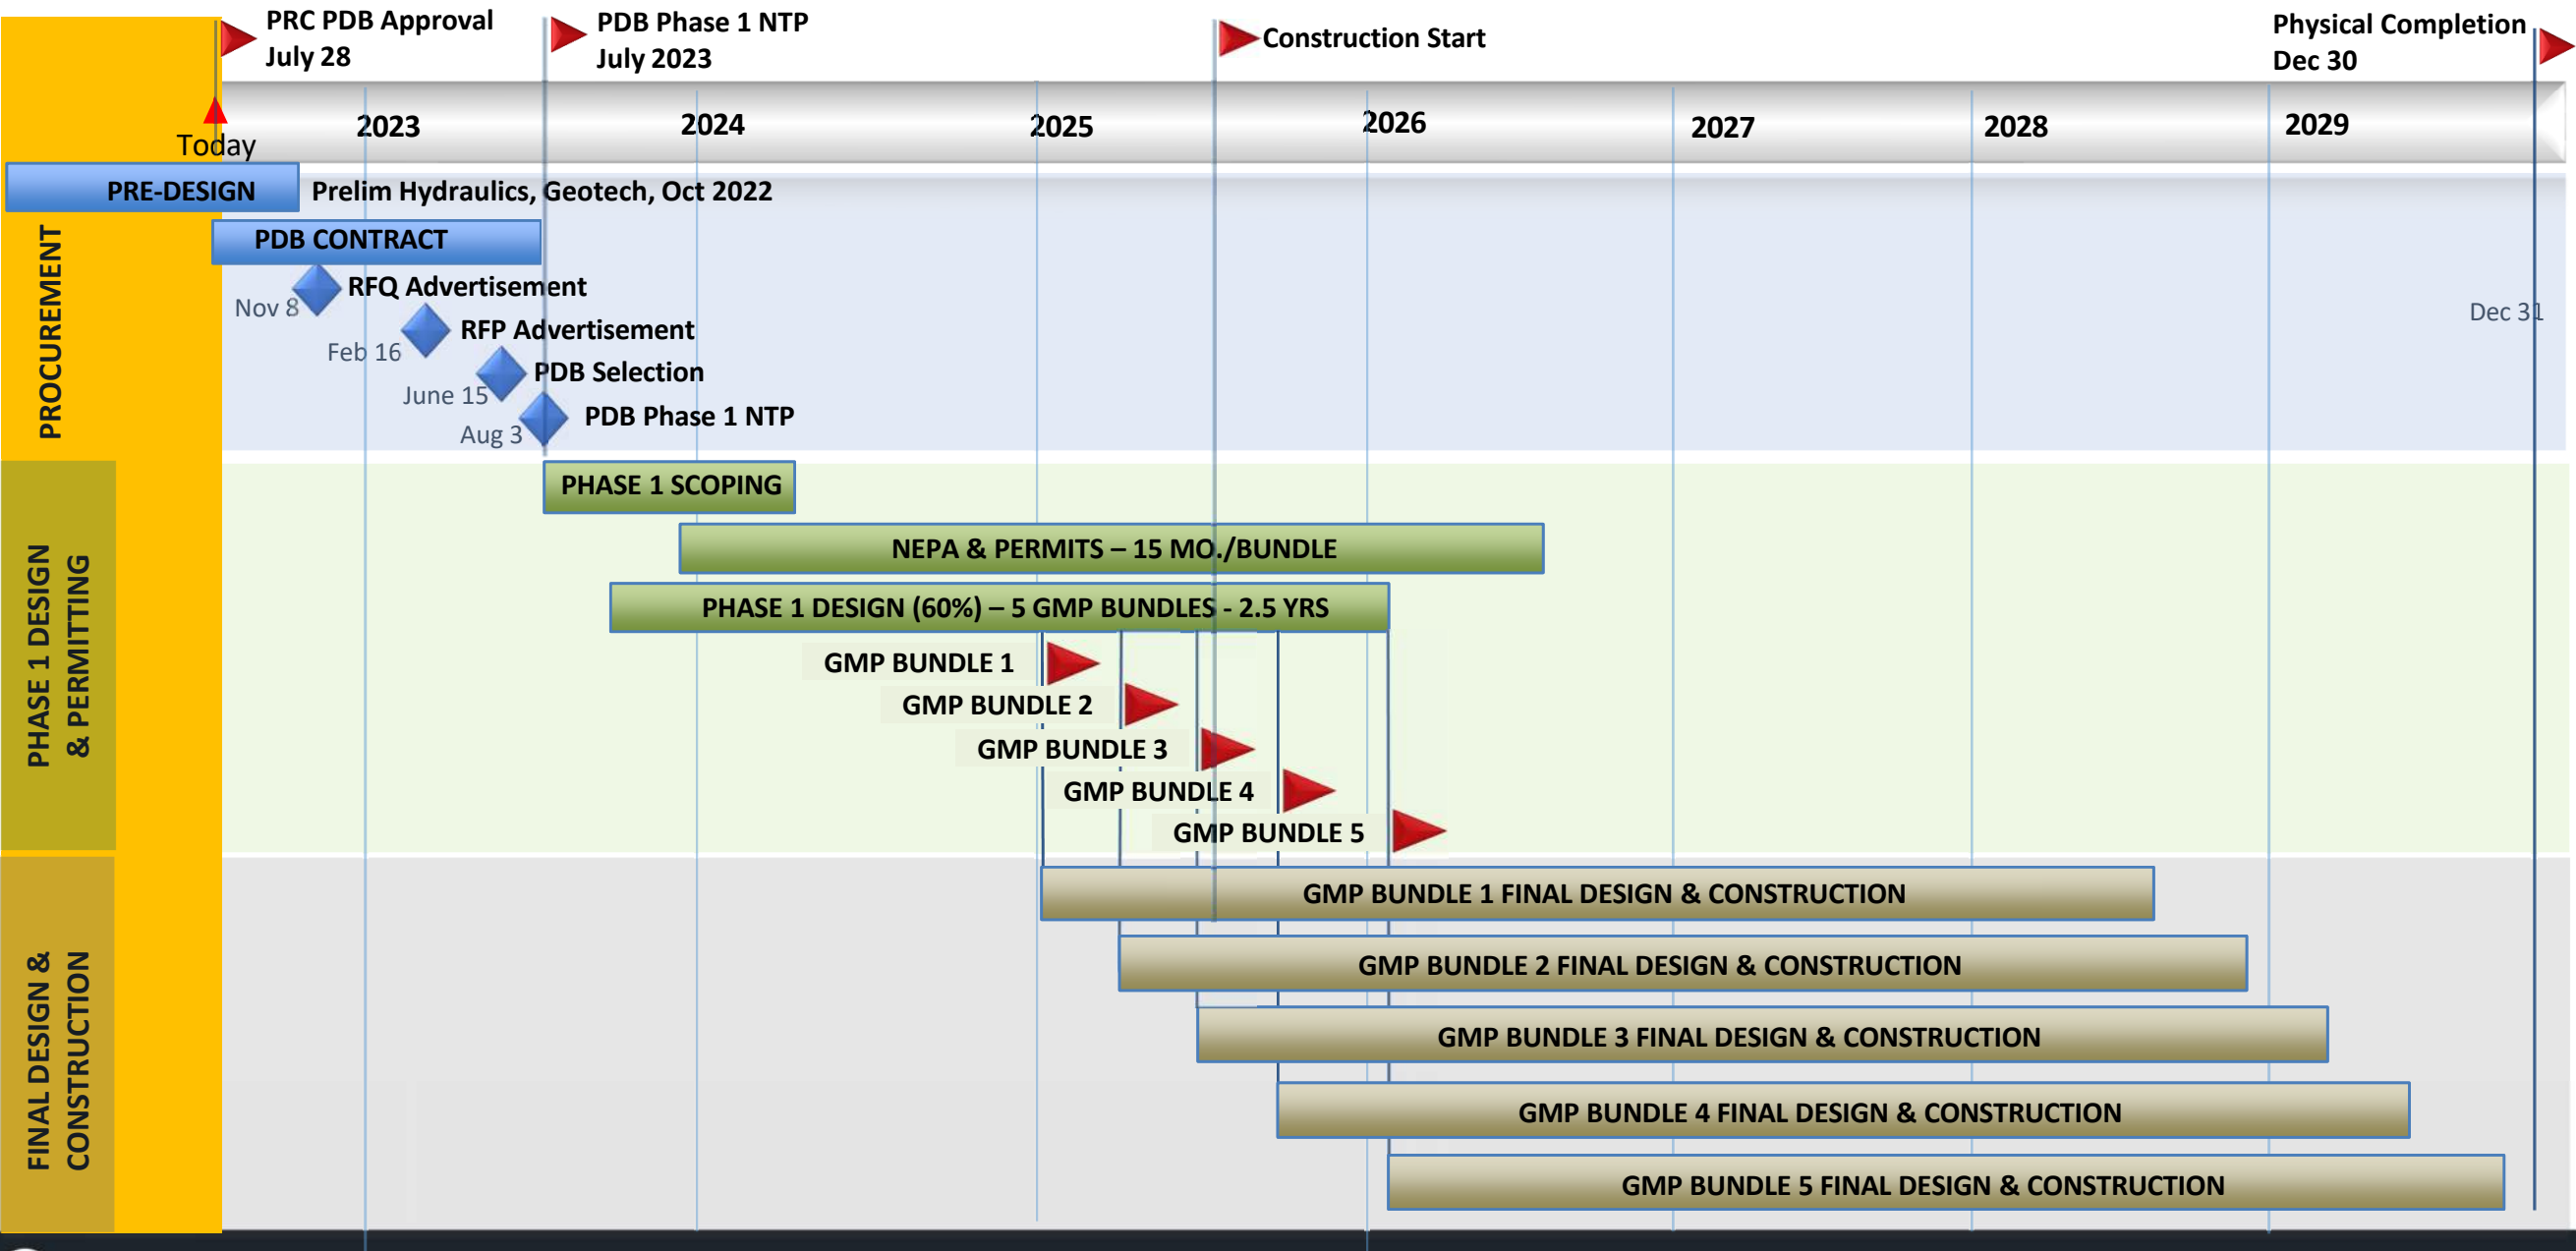 PRC PDB Approval
July 28
PDB Phase 1 NTP
July 2023
Construction Start
Physical Completion
Dec 30
Today
2023
2024
2025
2026
2027
2028
2029
PROCUREMENT
PRE-DESIGN
Prelim Hydraulics, Geotech, Oct 2022
PDB CONTRACT
RFQ Advertisement
Nov 8
RFP Advertisement
Feb 16
PDB Selection
June 15
PDB Phase 1 NTP
Aug 3
Dec 31
PHASE 1 DESIGN
& PERMITTING
PHASE 1 SCOPING
NEPA & PERMITS – 15 MO./BUNDLE
PHASE 1 DESIGN (60%) – 5 GMP BUNDLES - 2.5 YRS
GMP BUNDLE 1
GMP BUNDLE 2
GMP BUNDLE 3
GMP BUNDLE 4
GMP BUNDLE 5
FINAL DESIGN &
CONSTRUCTION
GMP BUNDLE 1 FINAL DESIGN & CONSTRUCTION
GMP BUNDLE 2 FINAL DESIGN & CONSTRUCTION
GMP BUNDLE 3 FINAL DESIGN & CONSTRUCTION
GMP BUNDLE 4 FINAL DESIGN & CONSTRUCTION
GMP BUNDLE 5 FINAL DESIGN & CONSTRUCTION